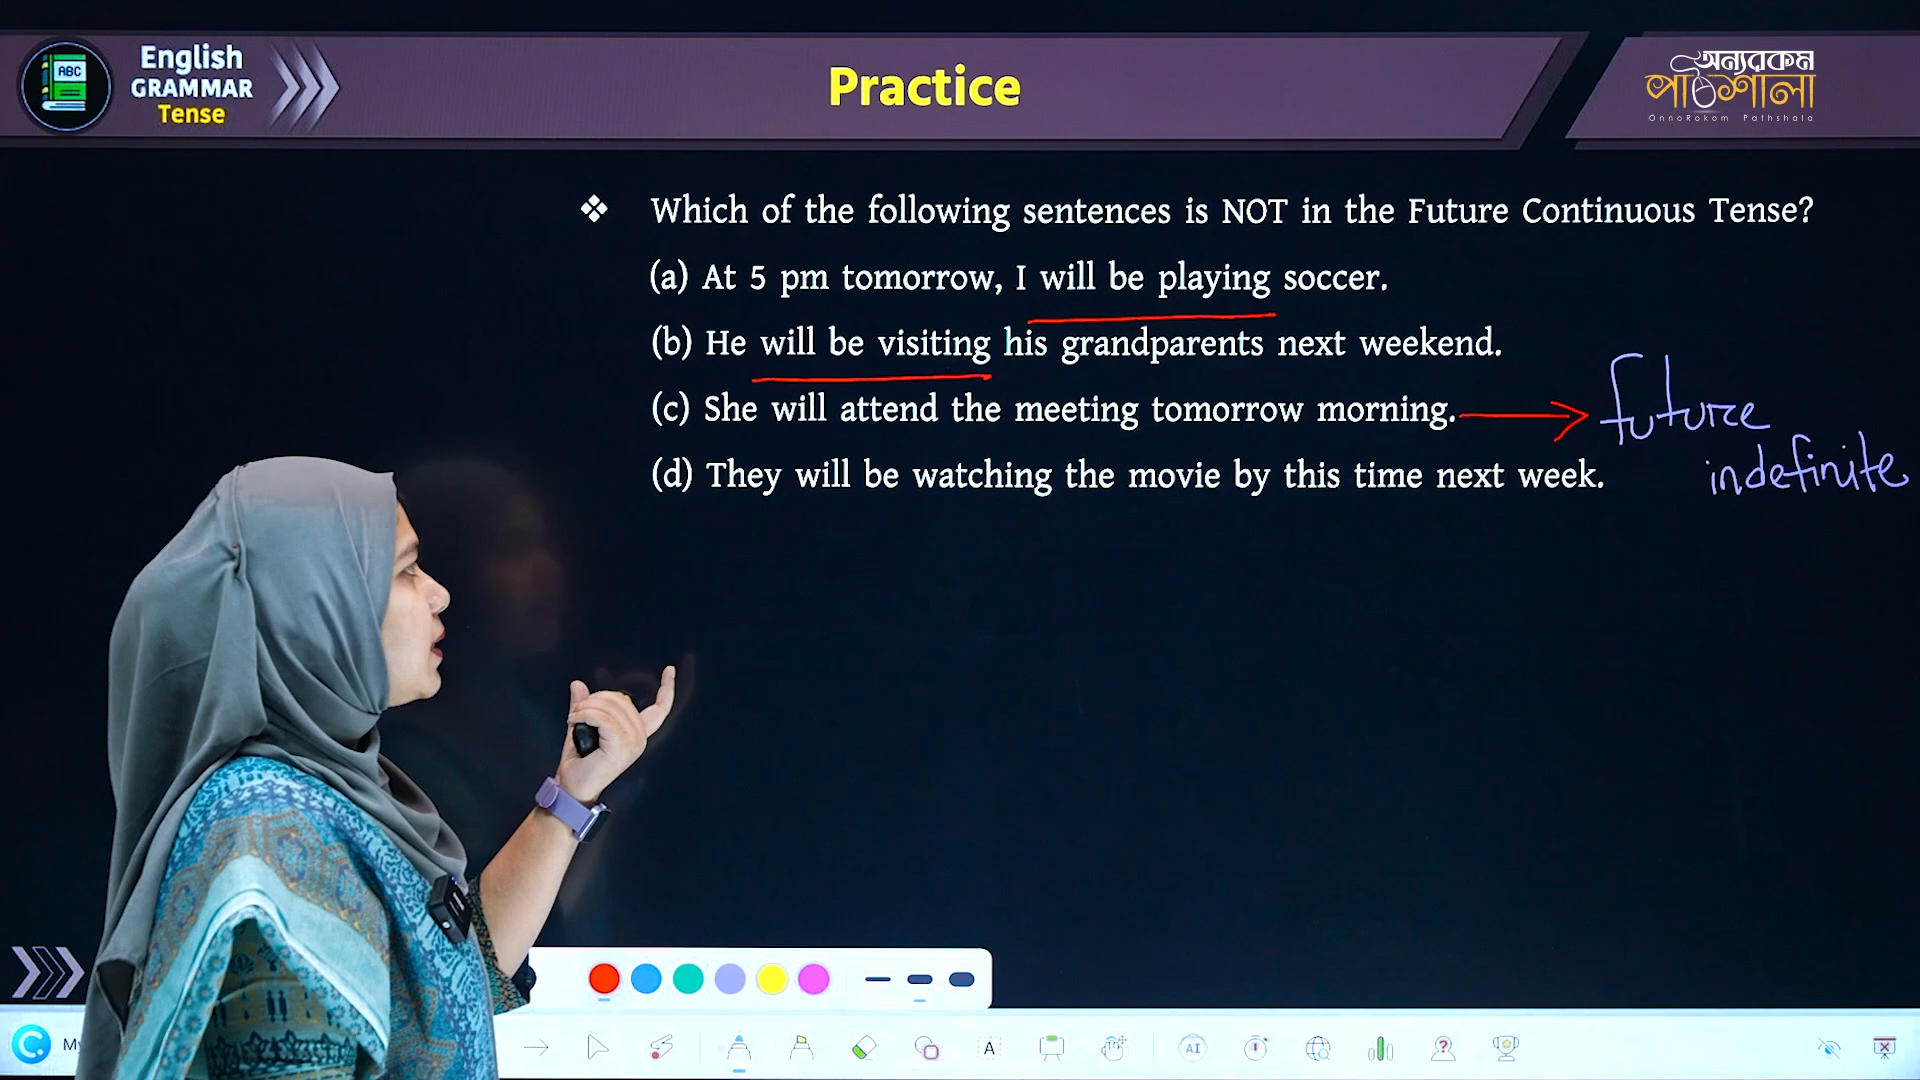 English
GRAMMAR
Tense
ABC
Practice
অন্যরকম
পাঠশালা
OnnoRokom Pathshala
❖ Which of the following sentences is NOT in the Future Continuous Tense?
(a) At 5 pm tomorrow, I will be playing soccer.
(b) He will be visiting his grandparents next weekend.
(c) She will attend the meeting tomorrow morning.
future
indefinite
(d) They will be watching the movie by this time next week.
My
A
AI